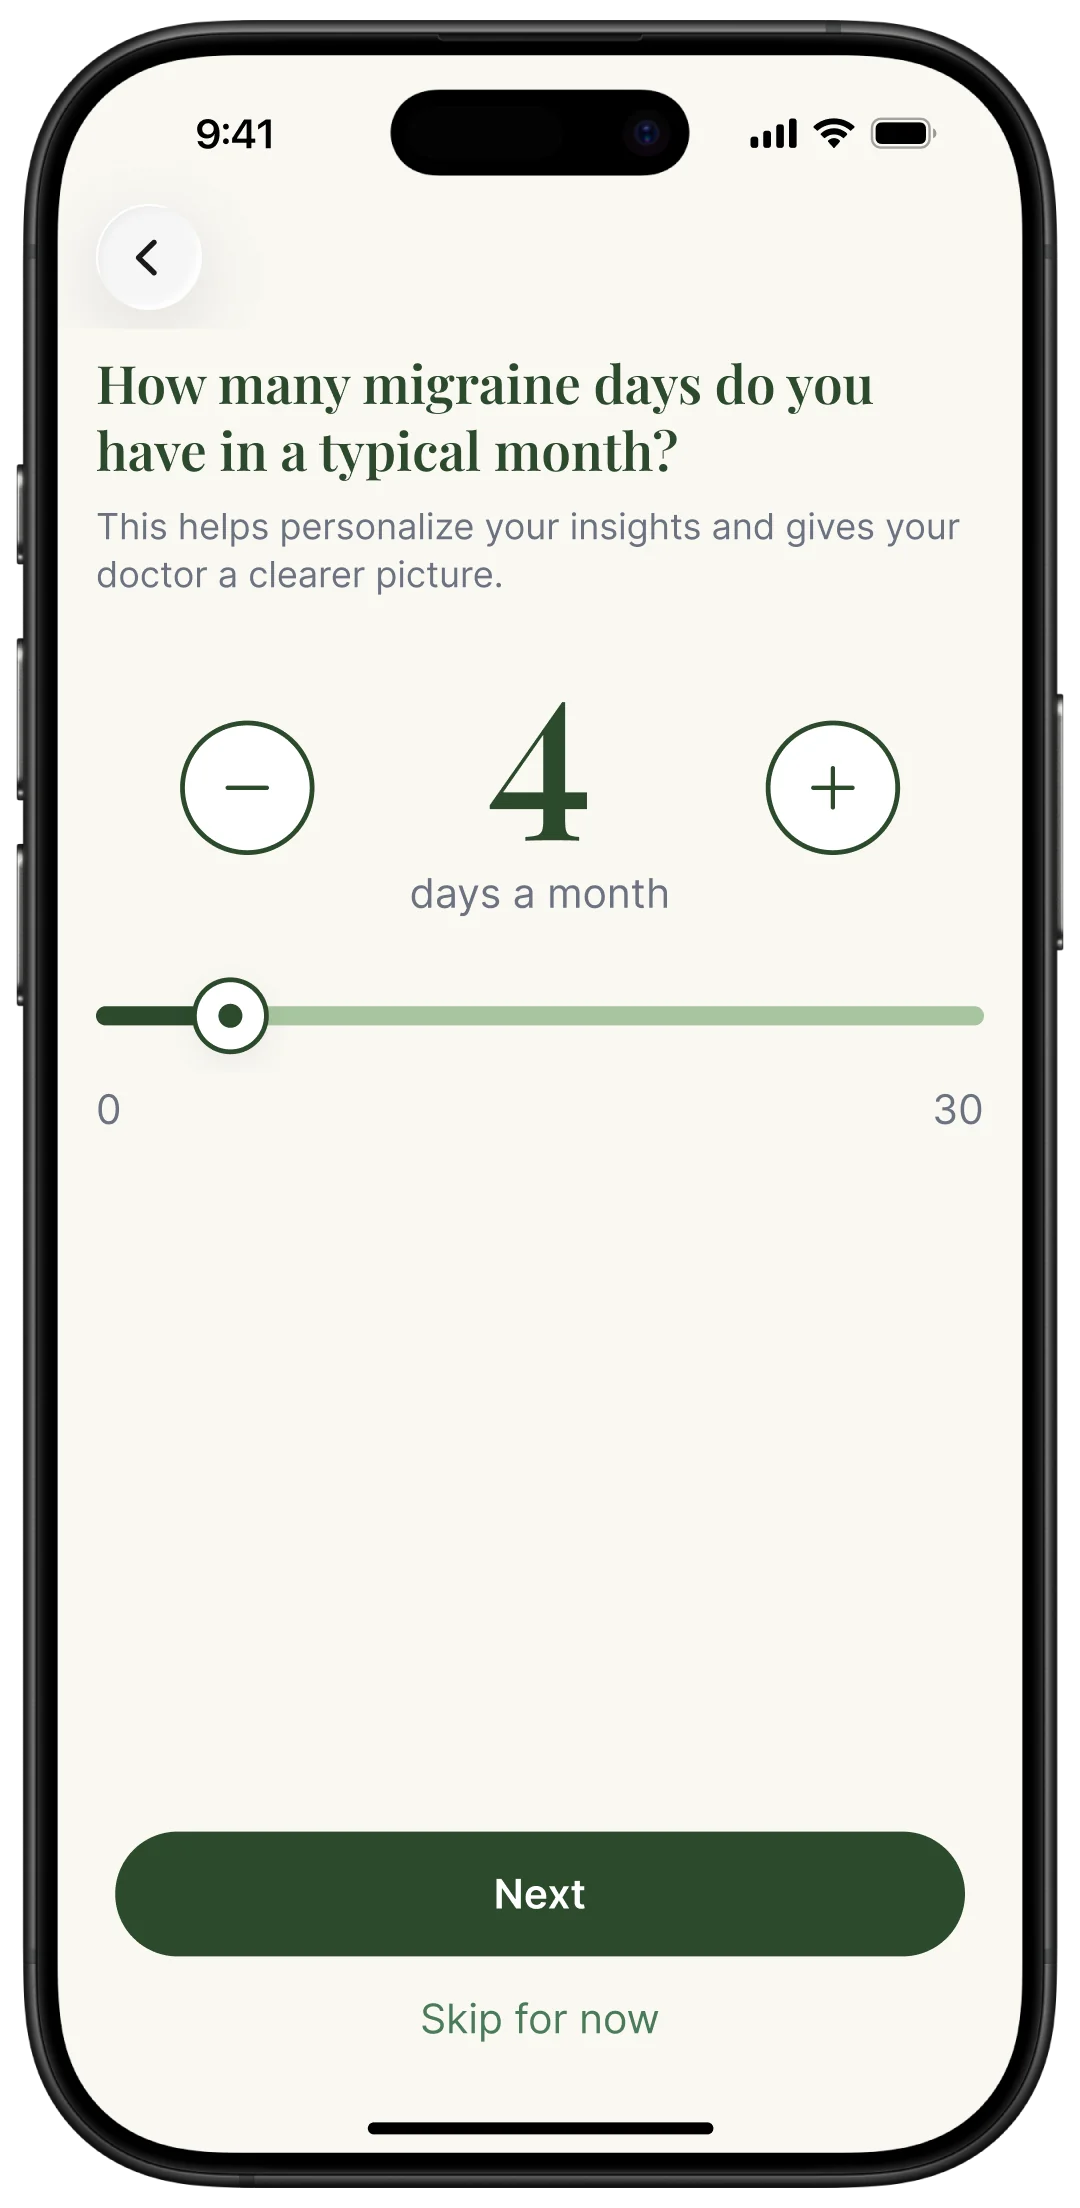 9:41
How many migraine days do you
have in a typical month?
This helps personalize your insights and gives your
doctor a clearer picture.
4
days a month
0
30
Next
Skip for now